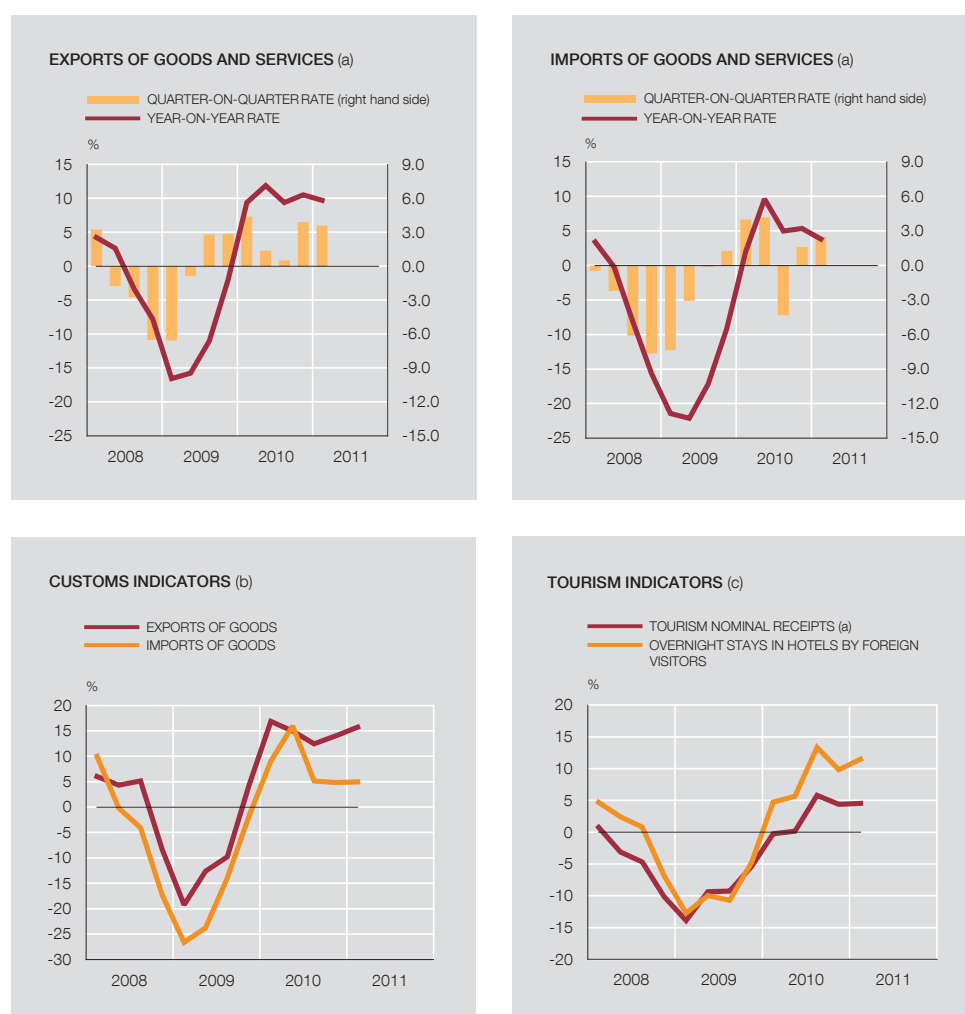 EXPORTS OF GOODS AND SERVICES (a)
QUARTER-ON-QUARTER RATE (right hand side)
YEAR-ON-YEAR RATE
%
15 9.0
10 6.0
5 3.0
0 0.0
-5 -3.0
-10 -6.0
-15 -9.0
-20 -12.0
-25 -15.0
2008 2009 2010 2011
IMPORTS OF GOODS AND SERVICES (a)
QUARTER-ON-QUARTER RATE (right hand side)
YEAR-ON-YEAR RATE
%
15 9.0
10 6.0
5 3.0
0 0.0
-5 -3.0
-10 -6.0
-15 -9.0
-20 -12.0
-25 -15.0
2008 2009 2010 2011
CUSTOMS INDICATORS (b)
EXPORTS OF GOODS
IMPORTS OF GOODS
%
20
15
10
5
0
-5
-10
-15
-20
-25
-30
2008 2009 2010 2011
TOURISM INDICATORS (c)
TOURISM NOMINAL RECEIPTS (a)
OVERNIGHT STAYS IN HOTELS BY FOREIGN
VISITORS
%
20
15
10
5
0
-5
-10
-15
-20
2008 2009 2010 2011